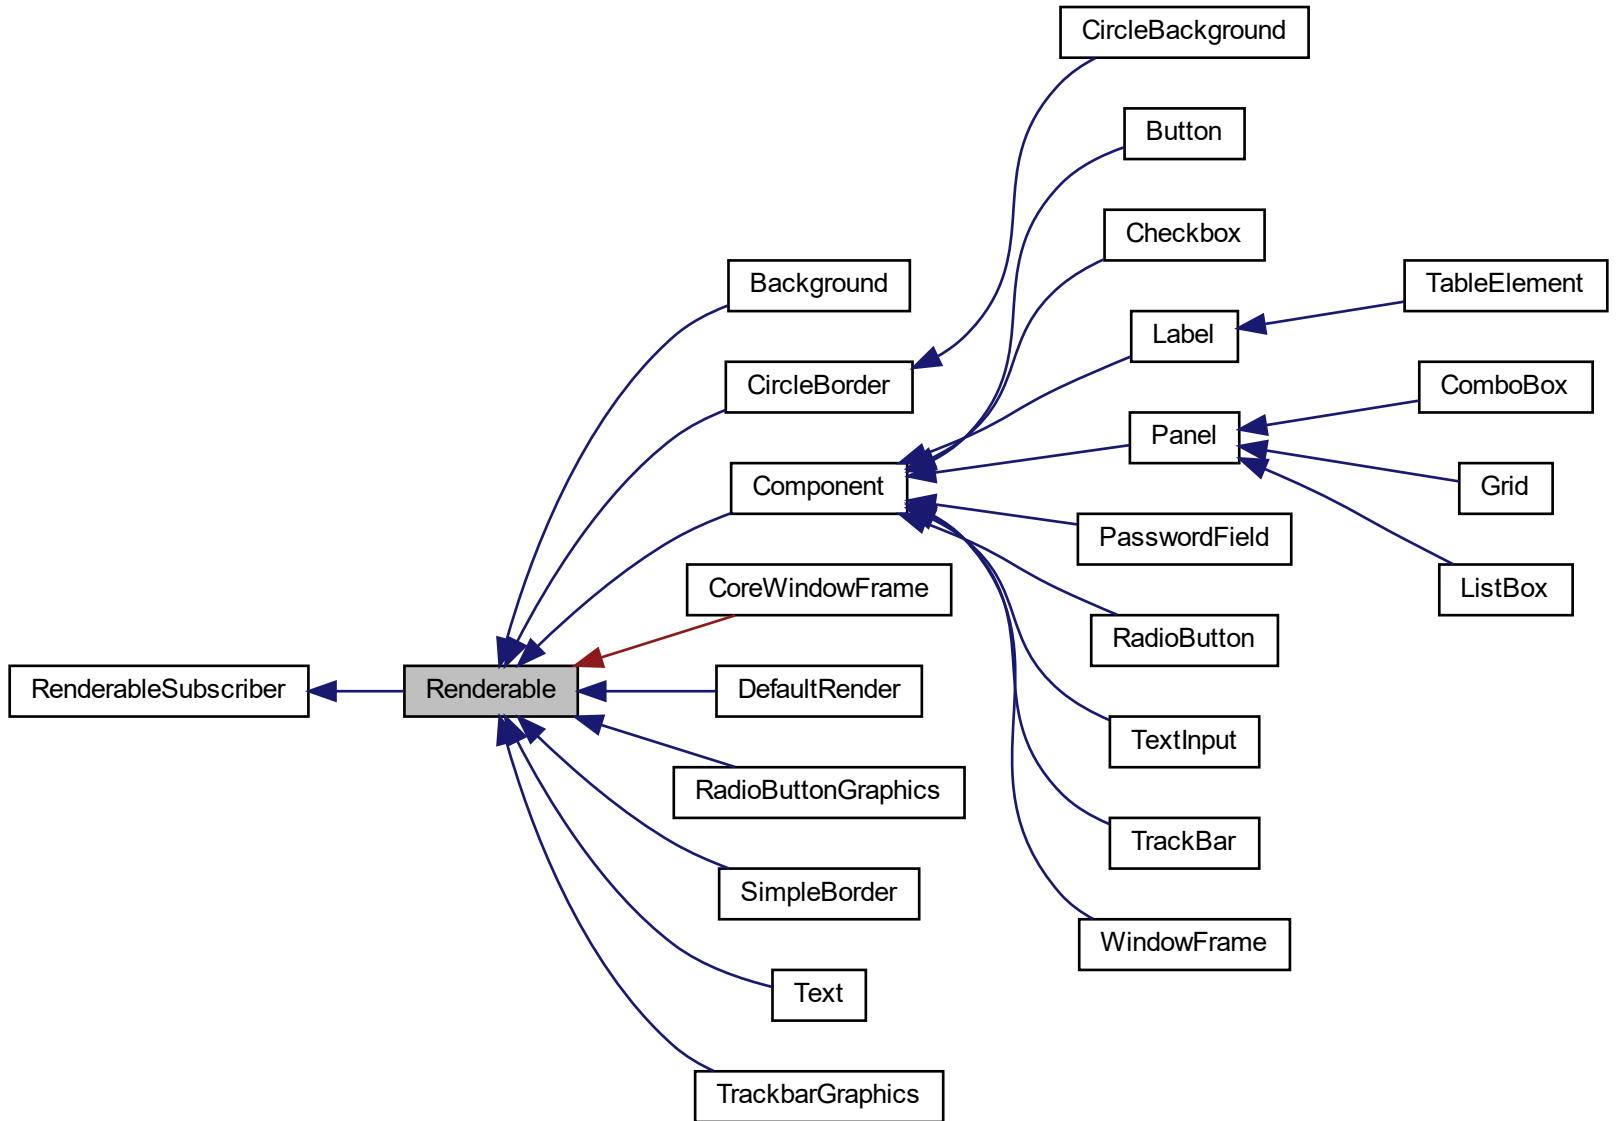 CircleBackground
Button
Checkbox
Background
TableElement
Label
CircleBorder
ComboBox
Panel
Component
Grid
PasswordField
CoreWindowFrame
ListBox
RadioButton
RenderableSubscriber
Renderable
DefaultRender
TextInput
RadioButtonGraphics
TrackBar
SimpleBorder
WindowFrame
Text
TrackbarGraphics